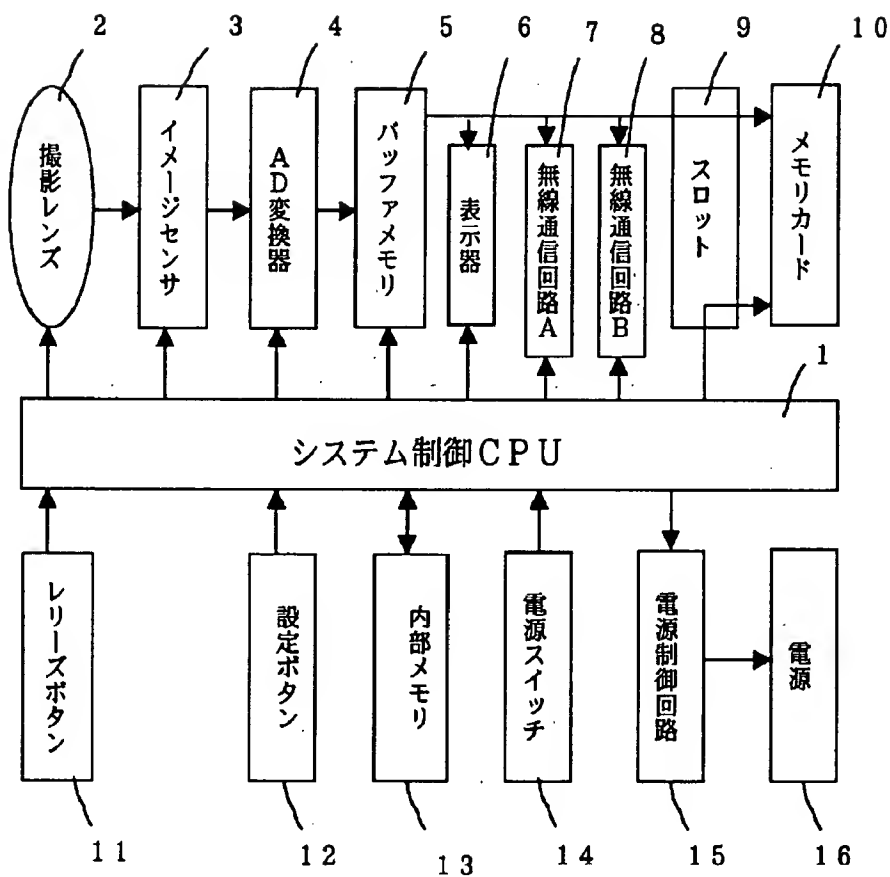 2 3 4 5 6 7 8 9 10
撮影レンズ
イメージセンサ
AD変換器
バッファメモリ
表示器
無線通信回路A
無線通信回路B
スロット
メモリカード
1
システム制御CPU
レリーズボタン
設定ボタン
内部メモリ
電源スイッチ
電源制御回路
電源
11 12 13 14 15 16